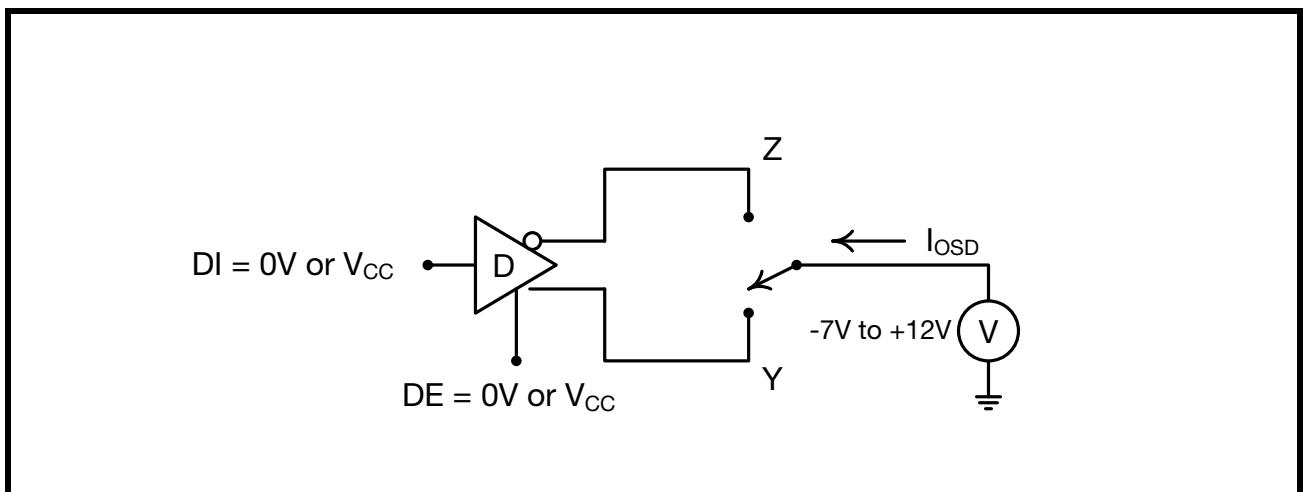 Z
I_OSD
DI = 0V or V_CC
D
-7V to +12V
V
Y
DE = 0V or V_CC